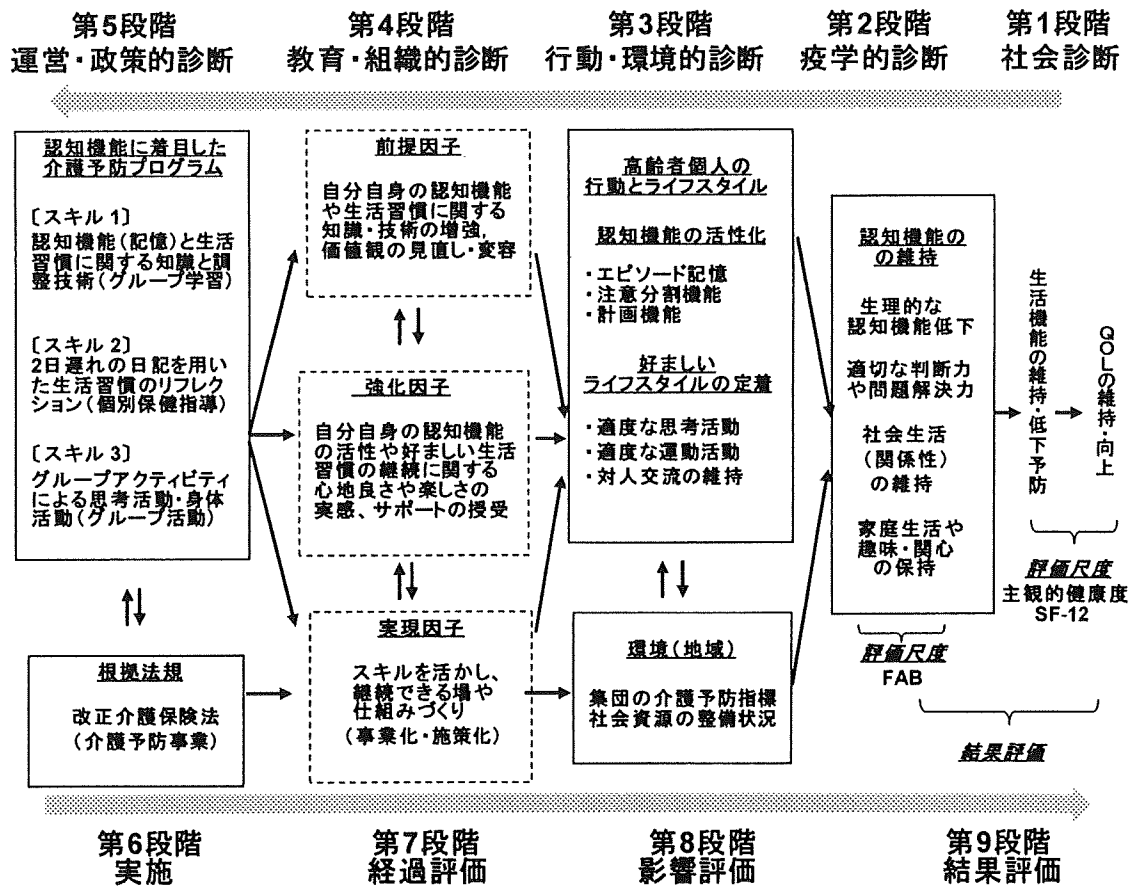 第5段階
運営・政策的診断
第4段階
教育・組織的診断
第3段階
行動・環境的診断
第2段階
疫学的診断
第1段階
社会診断
認知機能に着目した
介護予防プログラム
〔スキル 1〕
認知機能(記憶)と生活
習慣に関する知識と調
整技術(グループ学習)
〔スキル 2〕
2日遅れの日記を用い
た生活習慣のリフレク
ション(個別保健指導)
〔スキル 3〕
グループアクティビティ
による思考活動・身体
活動(グループ活動)
根拠法規
改正介護保険法
(介護予防事業)
前提因子
自分自身の認知機能
や生活習慣に関する
知識・技術の増強,
価値観の見直し・変容
強化因子
自分自身の認知機能
の活性や好ましい生活
習慣の継続に関する
心地良さや楽しさの
実感、サポートの授受
実現因子
スキルを活かし、
継続できる場や
仕組みづくり
(事業化・施策化)
高齢者個人の
行動とライフスタイル
認知機能の活性化
・エピソード記憶
・注意分割機能
・計画機能
好ましい
ライフスタイルの定着
・適度な思考活動
・適度な運動活動
・対人交流の維持
環境(地域)
集団の介護予防指標
社会資源の整備状況
認知機能の
の維持
生理的な
認知機能低下
適切な判断力
や問題解決力
社会生活
(関係性)
の維持
家庭生活や
趣味・関心
の保持
評価尺度
FAB
生活機能の維持・低下予防
QOLの維持・向上
評価尺度
主観的健康度
SF-12
結果評価
第6段階
実施
第7段階
経過評価
第8段階
影響評価
第9段階
結果評価